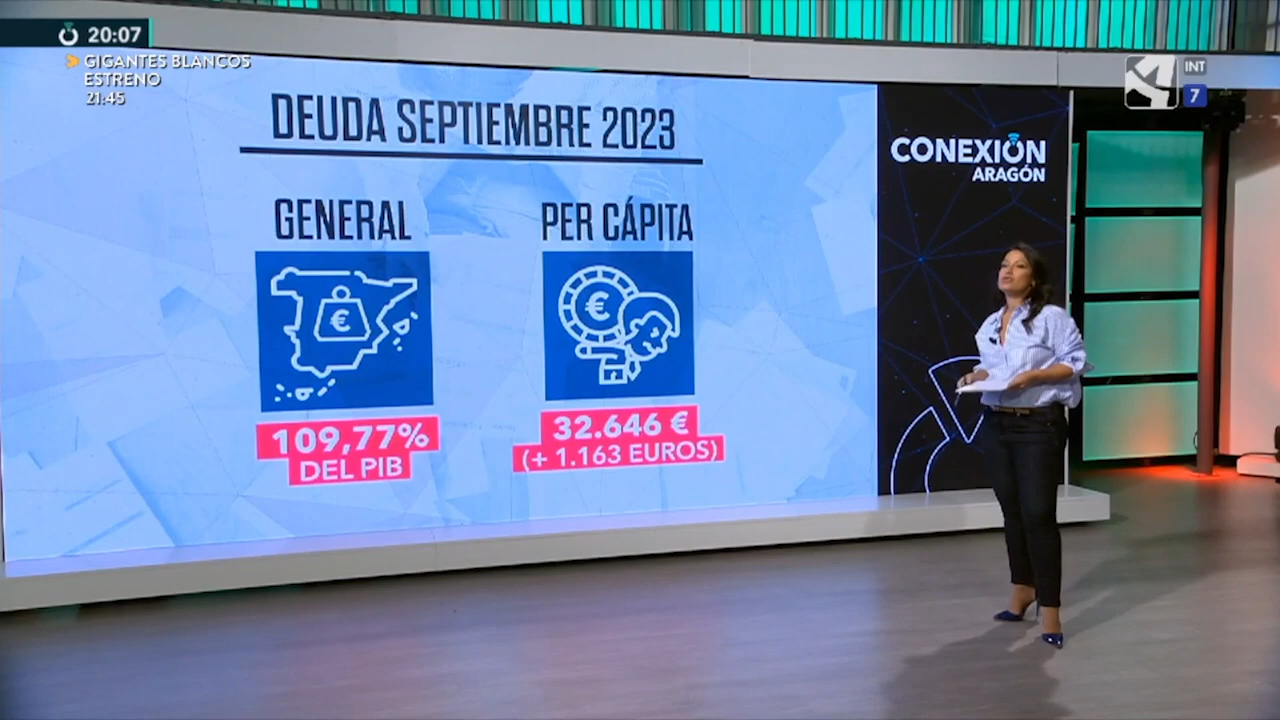 20:07
GIGANTES BLANCOS
ESTRENO
21:45
INT
7
DEUDA SEPTIEMBRE 2023
CONEXIÓN
ARAGÓN
GENERAL
PER CÁPITA
€
€
109,77%
DEL PIB
32.646 €
(+ 1.163 EUROS)